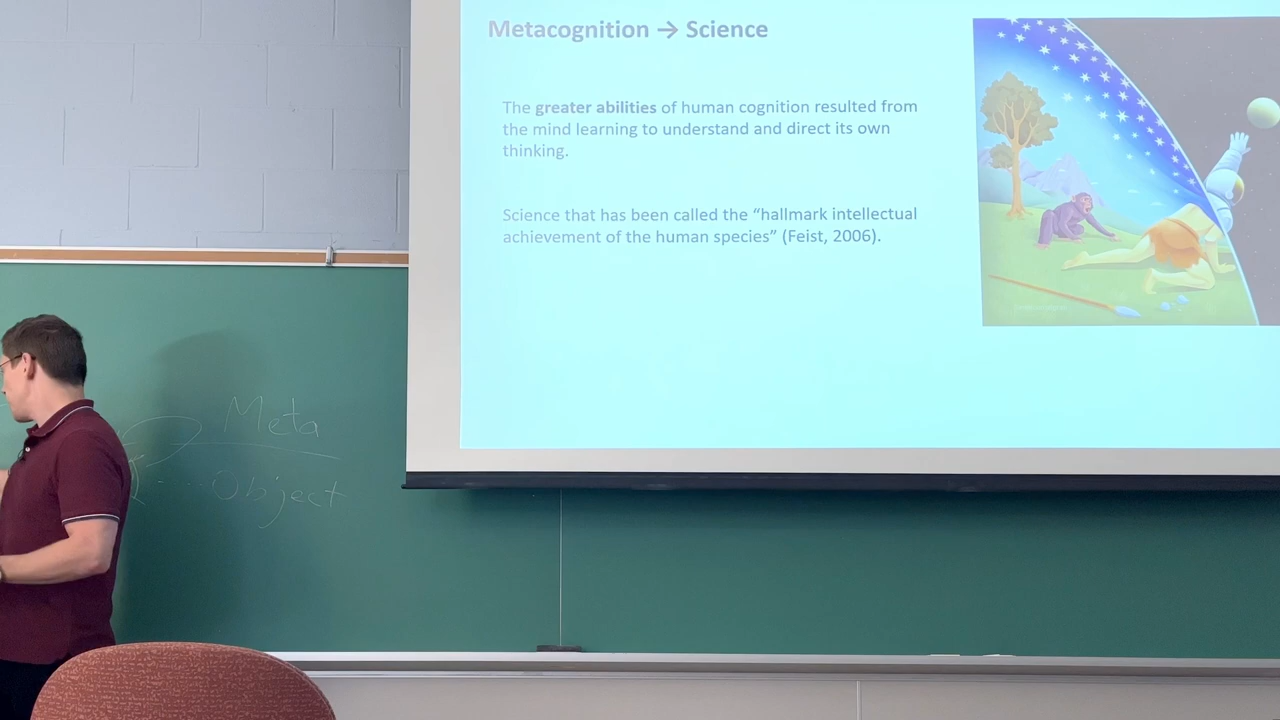 Metacognition → Science
The greater abilities of human cognition resulted from
the mind learning to understand and direct its own
thinking.
Science that has been called the “hallmark intellectual
achievement of the human species” (Feist, 2006).
Meta
Object